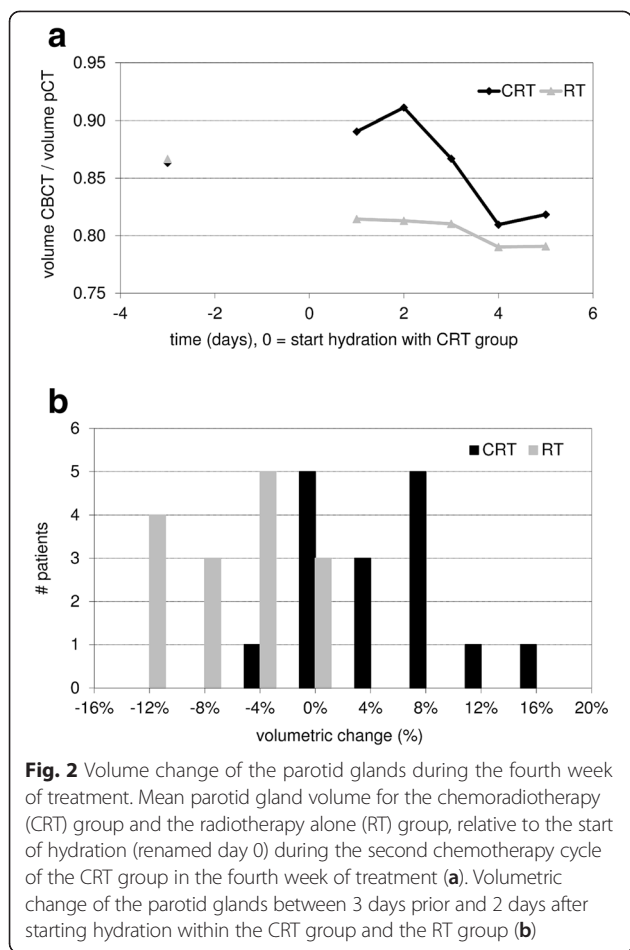 a
0.95
0.90
0.85
0.80
0.75
volume CBCT / volume pCT
CRT RT
-4 -2 0 2 4 6
time (days), 0 = start hydration with CRT group
b
6
5
4
3
2
1
0
# patients
CRT RT
-16% -12% -8% -4% 0% 4% 8% 12% 16% 20%
volumetric change (%)
Fig. 2 Volume change of the parotid glands during the fourth week
of treatment. Mean parotid gland volume for the chemoradiotherapy
(CRT) group and the radiotherapy alone (RT) group, relative to the start
of hydration (renamed day 0) during the second chemotherapy cycle
of the CRT group in the fourth week of treatment (a). Volumetric
change of the parotid glands between 3 days prior and 2 days after
starting hydration within the CRT group and the RT group (b)